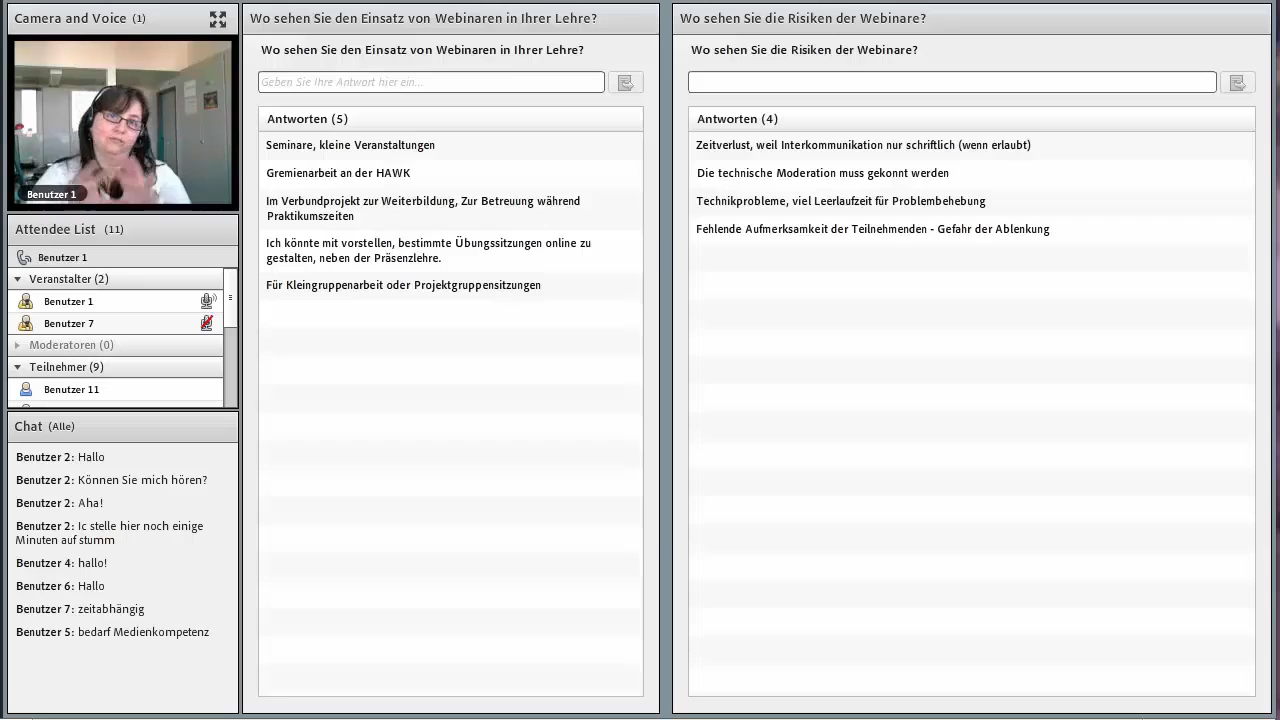 Camera and Voice (1)
Benutzer 1
Attendee List (11)
Benutzer 1
Veranstalter (2)
Benutzer 1
Benutzer 7
Moderatoren (0)
Teilnehmer (9)
Benutzer 11
Chat (Alle)
Benutzer 2: Hallo
Benutzer 2: Können Sie mich hören?
Benutzer 2: Aha!
Benutzer 2: Ic stelle hier noch einige
Minuten auf stumm
Benutzer 4: hallo!
Benutzer 6: Hallo
Benutzer 7: zeitabhängig
Benutzer 5: bedarf Medienkompetenz
Wo sehen Sie den Einsatz von Webinaren in Ihrer Lehre?
Wo sehen Sie den Einsatz von Webinaren in Ihrer Lehre?
Geben Sie Ihre Antwort hier ein...
Antworten (5)
Seminare, kleine Veranstaltungen
Gremienarbeit an der HAWK
Im Verbundprojekt zur Weiterbildung, Zur Betreuung während
Praktikumszeiten
Ich könnte mit vorstellen, bestimmte Übungssitzungen online zu
gestalten, neben der Präsenzlehre.
Für Kleingruppenarbeit oder Projektgruppensitzungen
Wo sehen Sie die Risiken der Webinare?
Wo sehen Sie die Risiken der Webinare?
Antworten (4)
Zeitverlust, weil Interkommunikation nur schriftlich (wenn erlaubt)
Die technische Moderation muss gekonnt werden
Technikprobleme, viel Leerlaufzeit für Problembehebung
Fehlende Aufmerksamkeit der Teilnehmenden - Gefahr der Ablenkung